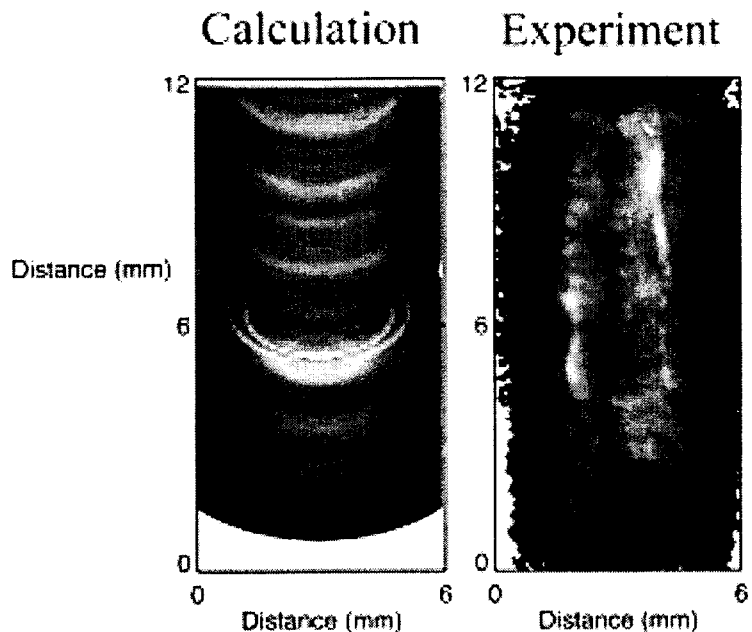 Calculation Experiment
12 12
Distance (mm)
6 6
0 0
0 6 0 6
Distance (mm) Distance (mm)